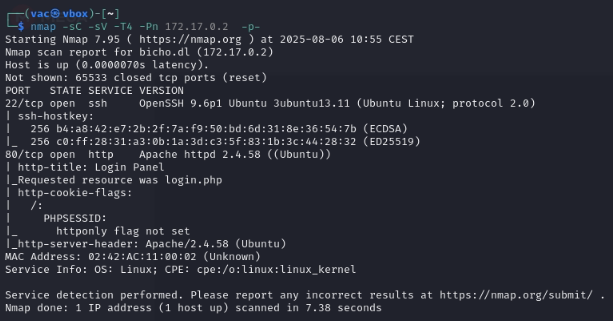 ┌──(vac㉿vbox)-[~]
└─$ nmap -sC -sV -T4 -Pn 172.17.0.2 -p-
Starting Nmap 7.95 ( https://nmap.org ) at 2025-08-06 10:55 CEST
Nmap scan report for bicho.dl (172.17.0.2)
Host is up (0.0000070s latency).
Not shown: 65533 closed tcp ports (reset)
PORT   STATE SERVICE VERSION
22/tcp open  ssh     OpenSSH 9.6p1 Ubuntu 3ubuntu13.11 (Ubuntu Linux; protocol 2.0)
| ssh-hostkey:
|   256 b4:a8:42:e7:2b:2f:7a:f9:50:bd:6d:31:8e:36:54:7b (ECDSA)
|_  256 c0:ff:28:31:a3:0b:1a:3d:c3:5f:83:1b:3c:44:28:32 (ED25519)
80/tcp open  http    Apache httpd 2.4.58 ((Ubuntu))
| http-title: Login Panel
|_Requested resource was login.php
| http-cookie-flags:
|   /:
|     PHPSESSID:
|_      httponly flag not set
|_http-server-header: Apache/2.4.58 (Ubuntu)
MAC Address: 02:42:AC:11:00:02 (Unknown)
Service Info: OS: Linux; CPE: cpe:/o:linux:linux_kernel

Service detection performed. Please report any incorrect results at https://nmap.org/submit/ .
Nmap done: 1 IP address (1 host up) scanned in 7.38 seconds